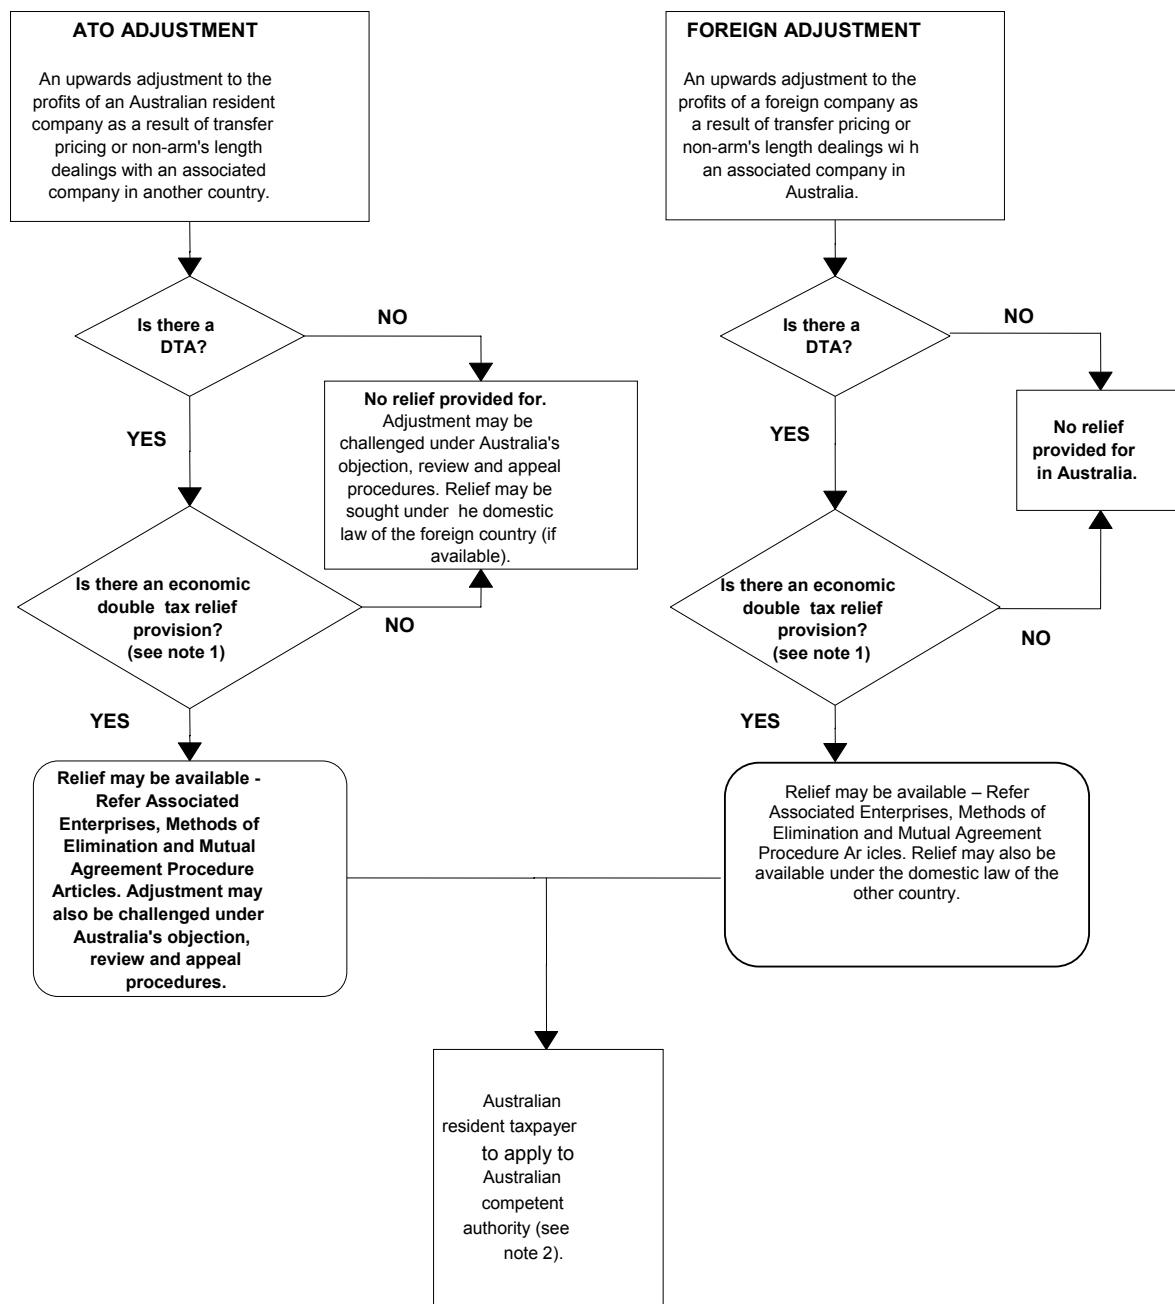 ATO ADJUSTMENT
An upwards adjustment to the
profits of an Australian resident
company as a result of transfer
pricing or non-arm's length
dealings with an associated
company in another country.
FOREIGN ADJUSTMENT
An upwards adjustment to the
profits of a foreign company as
a result of transfer pricing or
non-arm's length dealings wi h
an associated company in
Australia.
Is there a
DTA?
NO
YES
No relief provided for.
Adjustment may be
challenged under Australia's
objection, review and appeal
procedures. Relief may be
sought under he domestic
law of the foreign country (if
available).
Is there a
DTA?
NO
YES
No relief
provided for
in Australia.
Is there an economic
double tax relief
provision?
(see note 1)
NO
YES
Is there an economic
double tax relief
provision?
(see note 1)
NO
YES
Relief may be available -
Refer Associated
Enterprises, Methods of
Elimination and Mutual
Agreement Procedure
Articles. Adjustment may
also be challenged under
Australia's objection,
review and appeal
procedures.
Relief may be available – Refer
Associated Enterprises, Methods of
Elimination and Mutual Agreement
Procedure Ar icles. Relief may also be
available under the domestic law of the
other country.
Australian
resident taxpayer
to apply to
Australian
competent
authority (see
note 2).